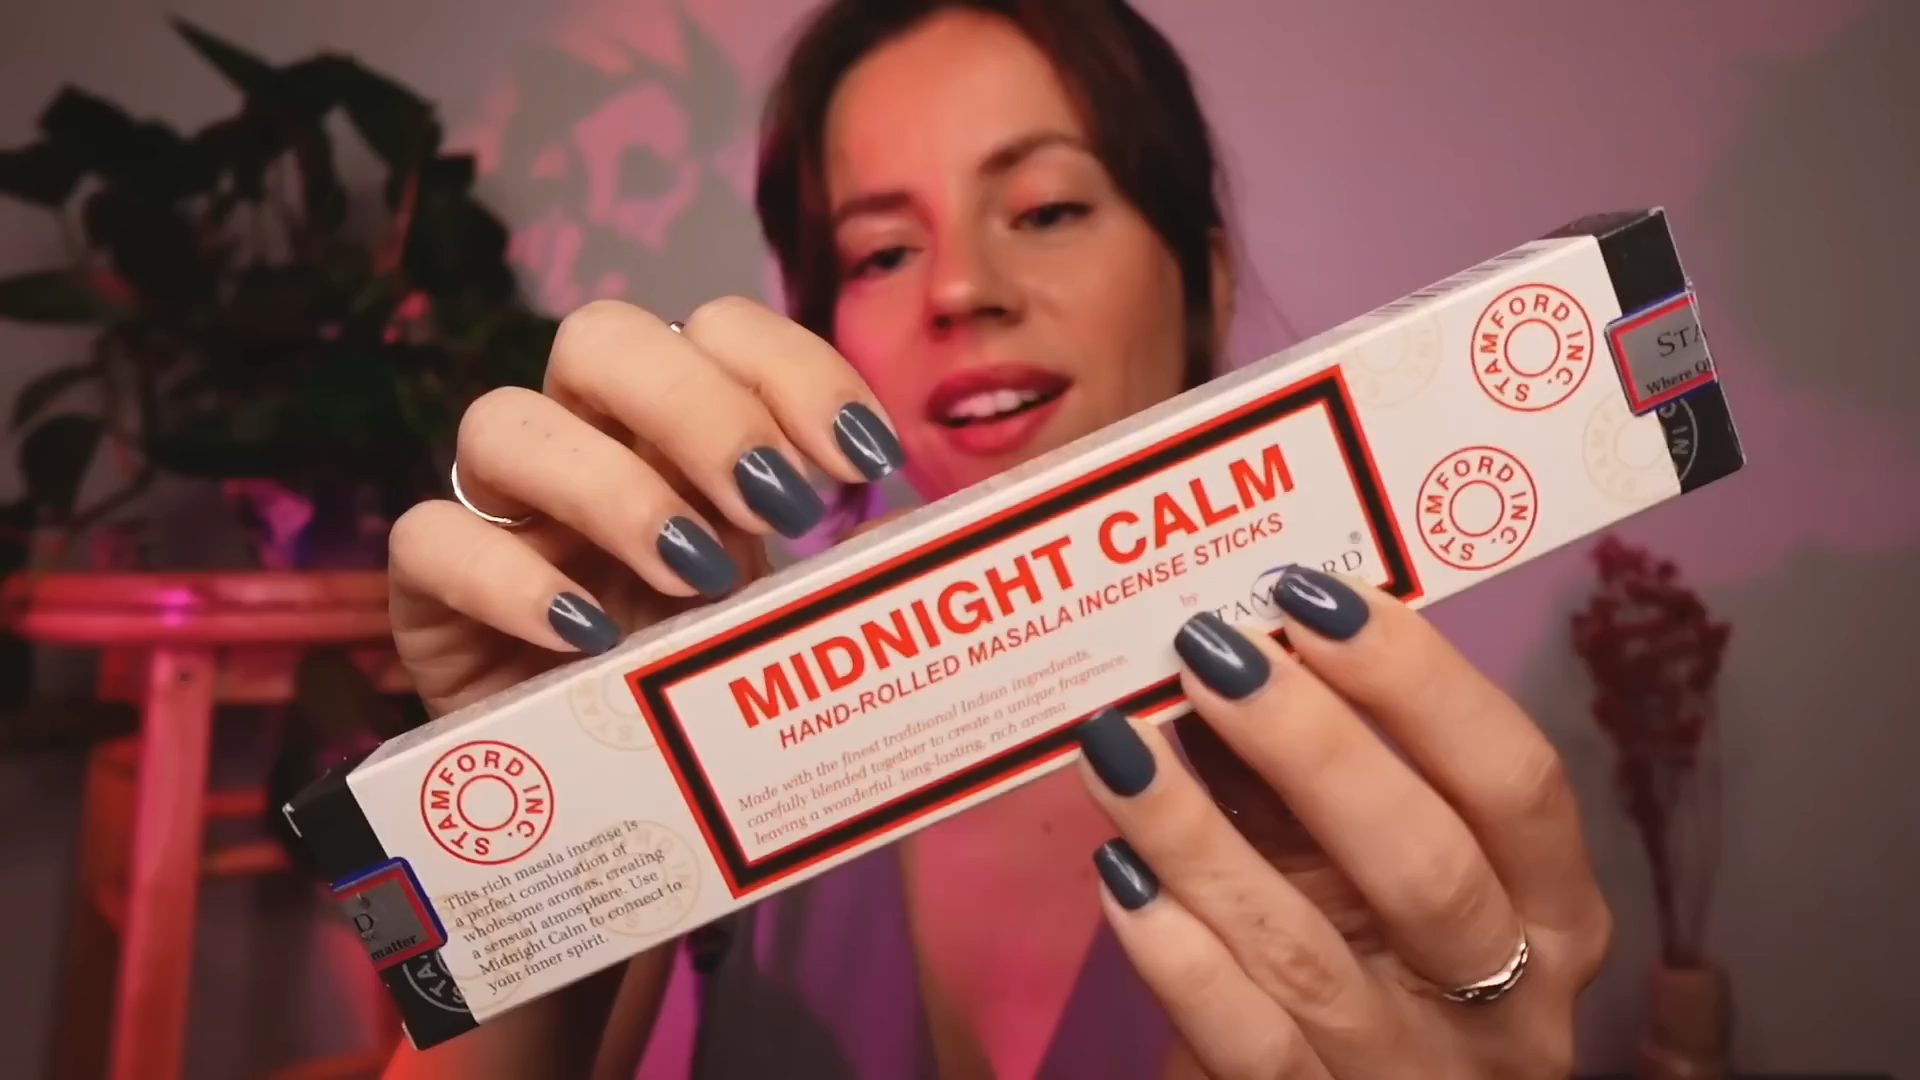 STAMFORD INC.
STAMFORD INC.
STA
Where Q
MIDNIGHT CALM
HAND-ROLLED MASALA INCENSE STICKS
by STAM RD ®
Made with the finest traditional Indian ingredients,
carefully blended together to create a unique fragrance,
leaving a wonderful, long-lasting, rich aroma
STAMFORD INC.
This rich masala incense is
a perfect combination of
wholesome aromas, creating
a sensual atmosphere. Use
Midnight Calm to connect to
your inner spirit.
D
matter